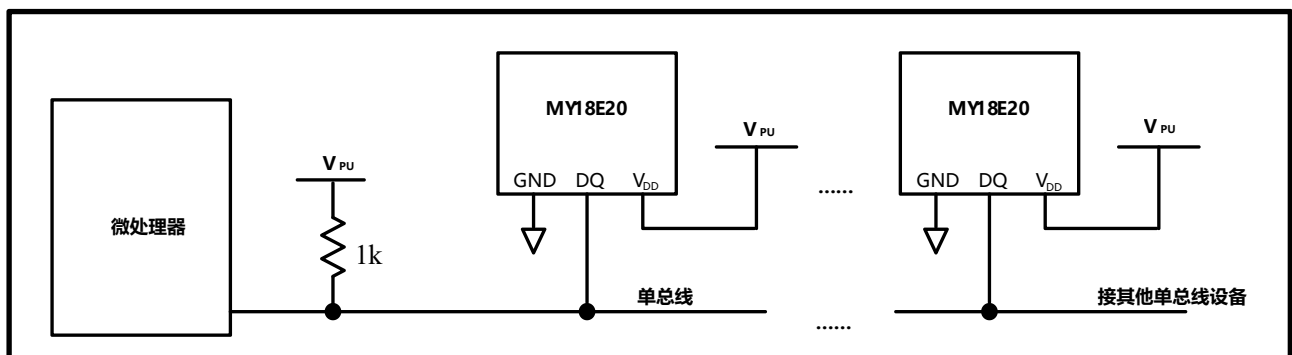 MY18E20
MY18E20
V PU
V PU
V PU
GND DQ VDD
......
GND DQ VDD
微处理器
1k
单总线
接其他单总线设备
......